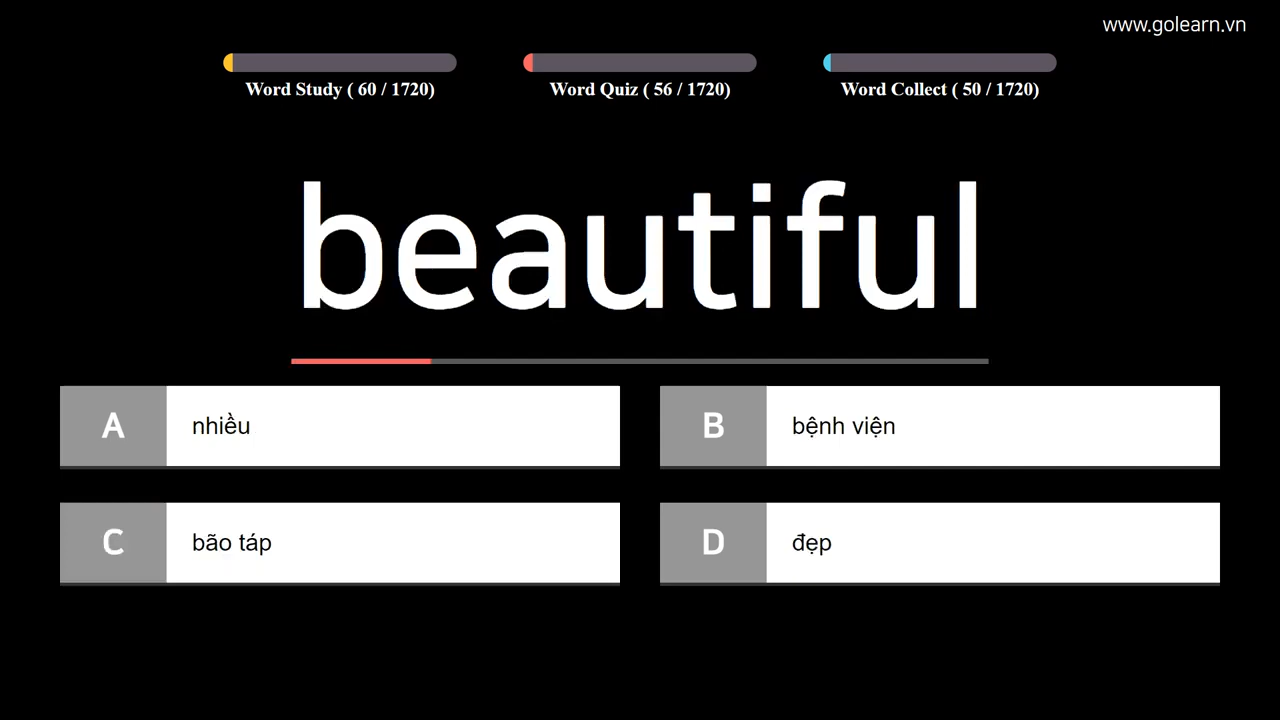 www.golearn.vn
Word Study ( 60 / 1720)
Word Quiz ( 56 / 1720)
Word Collect ( 50 / 1720)
beautiful
A nhiều
B bệnh viện
C bão táp
D đẹp